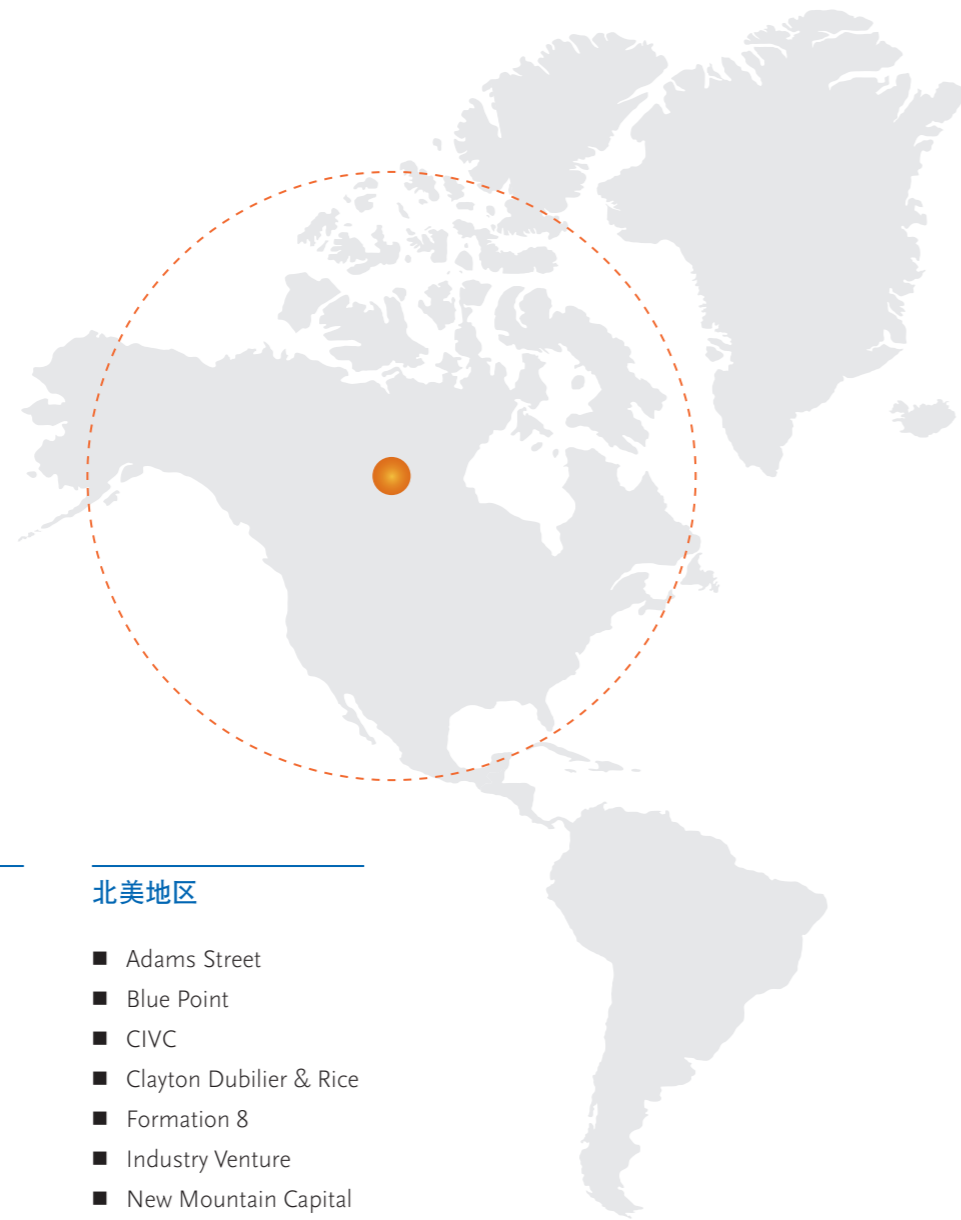 北美地区
■ Adams Street
■ Blue Point
■ CIVC
■ Clayton Dubilier & Rice
■ Formation 8
■ Industry Venture
■ New Mountain Capital